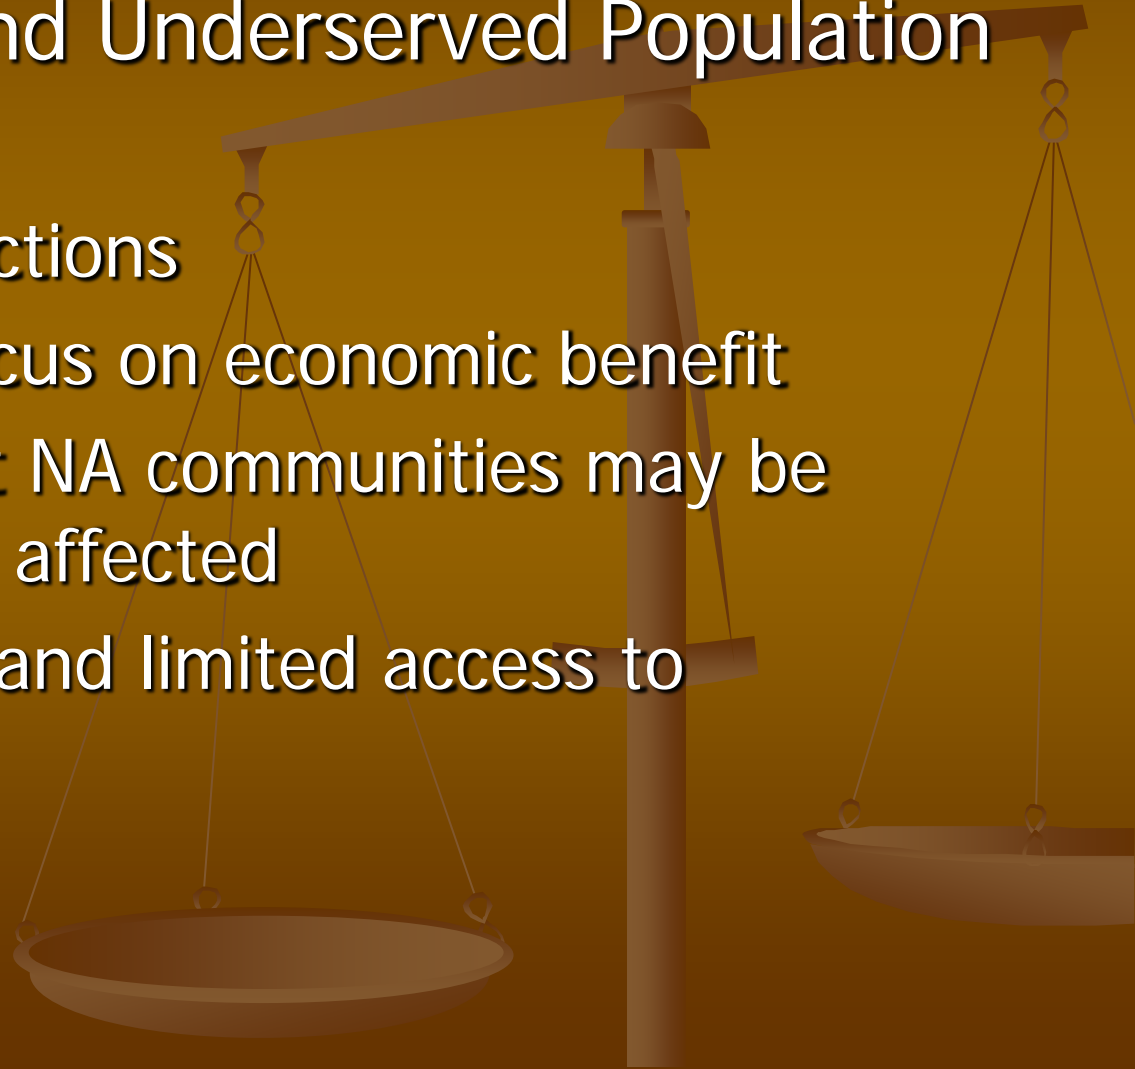 nd Underserved Population
ctions
cus on economic benefit
NA communities may be
affected
and limited access to